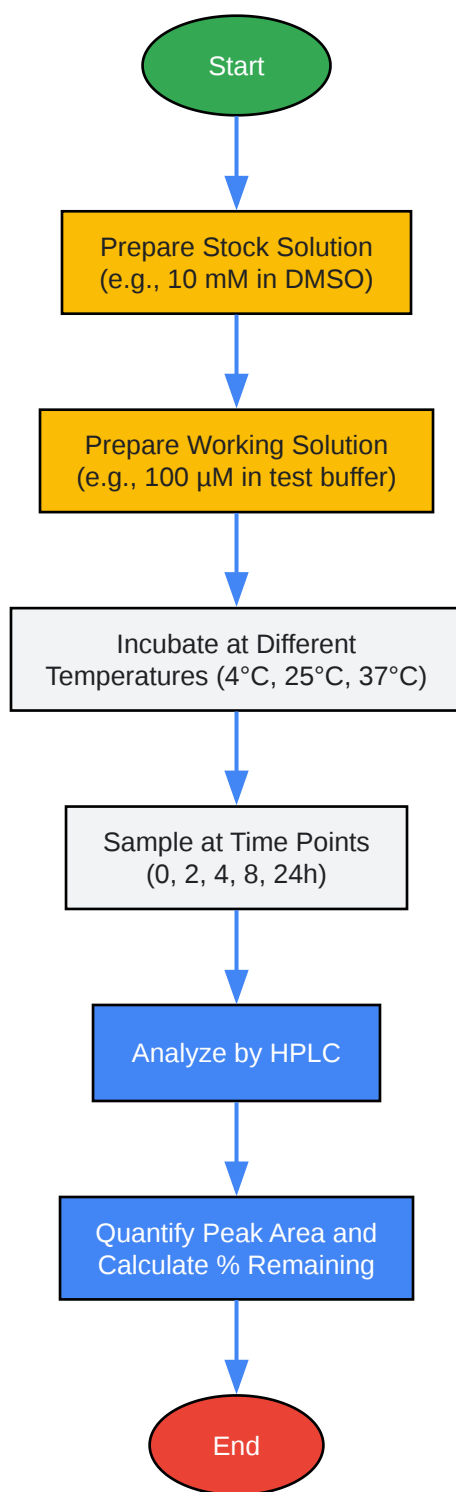 Start
Prepare Stock Solution
(e.g., 10 mM in DMSO)
Prepare Working Solution
(e.g., 100 µM in test buffer)
Incubate at Different
Temperatures (4°C, 25°C, 37°C)
Sample at Time Points
(0, 2, 4, 8, 24h)
Analyze by HPLC
Quantify Peak Area and
Calculate % Remaining
End